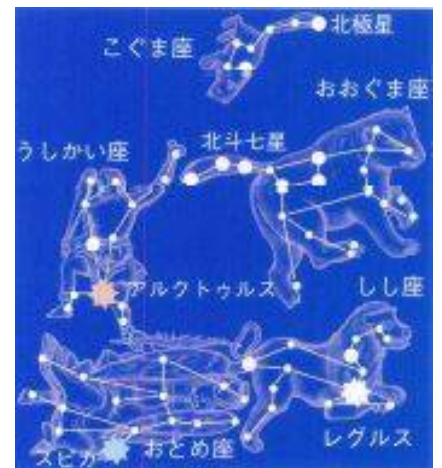 北極星
こぐま座
おおぐま座
北斗七星
うしかい座
アルクトゥルス
しし座
スピカ
おとめ座
レグルス